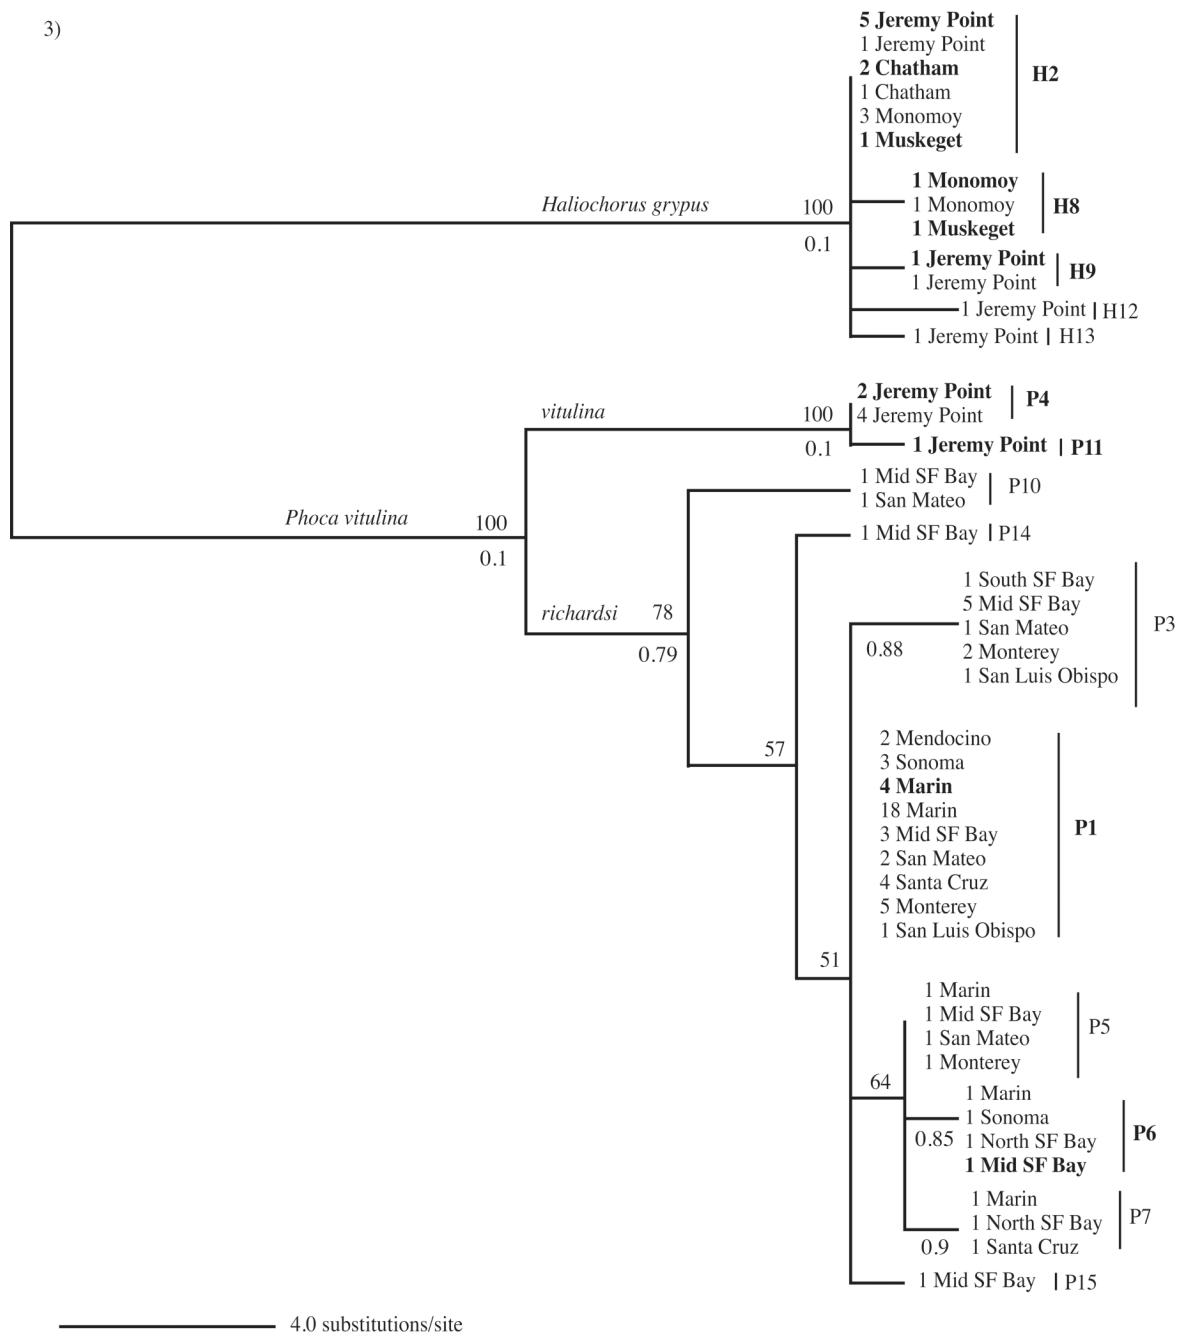 3)
5 Jeremy Point
1 Jeremy Point
2 Chatham
1 Chatham
3 Monomoy
1 Muskeget
H2
Haliochorus grypus
100
0.1
1 Monomoy
1 Monomoy
1 Muskeget
H8
1 Jeremy Point
1 Jeremy Point
H9
1 Jeremy Point
H12
1 Jeremy Point
H13
Phoca vitulina
100
0.1
vitulina
100
0.1
2 Jeremy Point
4 Jeremy Point
P4
1 Jeremy Point
P11
richardsi
78
0.79
1 Mid SF Bay
1 San Mateo
P10
57
1 Mid SF Bay
P14
51
0.88
1 South SF Bay
5 Mid SF Bay
1 San Mateo
2 Monterey
1 San Luis Obispo
P3
2 Mendocino
3 Sonoma
4 Marin
18 Marin
3 Mid SF Bay
2 San Mateo
4 Santa Cruz
5 Monterey
1 San Luis Obispo
P1
64
1 Marin
1 Mid SF Bay
1 San Mateo
1 Monterey
P5
0.85
1 Marin
1 Sonoma
1 North SF Bay
1 Mid SF Bay
P6
0.9
1 Marin
1 North SF Bay
1 Santa Cruz
P7
1 Mid SF Bay
P15
4.0 substitutions/site